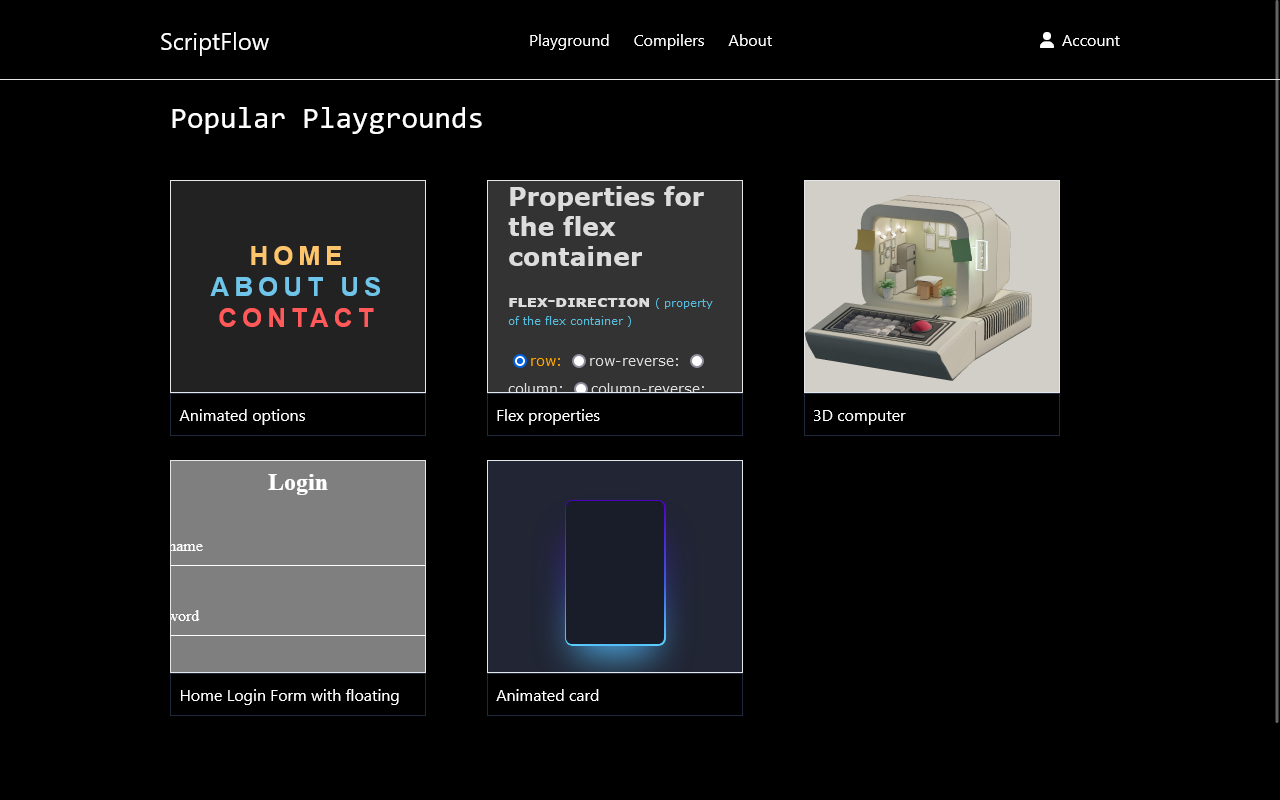 ScriptFlow
Playground
Compilers
About
Account
Popular Playgrounds
HOME
ABOUT US
CONTACT
Animated options
Properties for
the flex
container
FLEX-DIRECTION ( property
of the flex container )
row: row-reverse:
column: column-reverse:
Flex properties
3D computer
Login
name
word
Home Login Form with floating
Animated card